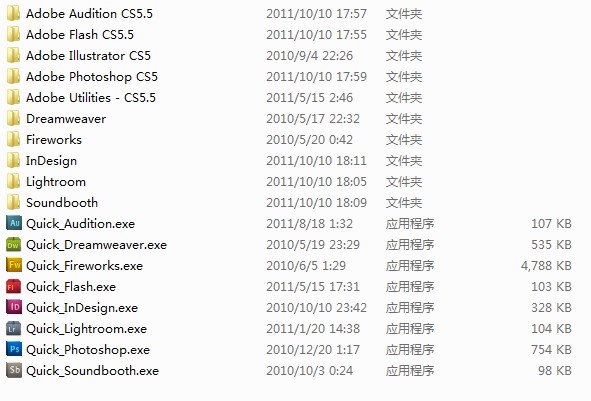 Adobe Audition CS5.5 2011/10/10 17:57 文件夹
Adobe Flash CS5.5 2011/10/10 17:55 文件夹
Adobe Illustrator CS5 2010/9/4 22:26 文件夹
Adobe Photoshop CS5 2011/10/10 17:59 文件夹
Adobe Utilities - CS5.5 2011/5/15 2:46 文件夹
Dreamweaver 2010/5/17 22:32 文件夹
Fireworks 2010/5/20 0:42 文件夹
InDesign 2011/10/10 18:11 文件夹
Lightroom 2011/10/10 18:05 文件夹
Soundbooth 2011/10/10 18:09 文件夹
Au Quick_Audition.exe 2011/8/18 1:32 应用程序 107 KB
Dw Quick_Dreamweaver.exe 2010/5/19 23:29 应用程序 535 KB
Fw Quick_Fireworks.exe 2010/6/5 1:29 应用程序 4,788 KB
Fl Quick_Flash.exe 2011/5/15 17:31 应用程序 103 KB
Id Quick_InDesign.exe 2010/10/10 23:42 应用程序 328 KB
Lr Quick_Lightroom.exe 2011/1/20 14:38 应用程序 104 KB
Ps Quick_Photoshop.exe 2010/12/20 1:17 应用程序 754 KB
Sb Quick_Soundbooth.exe 2010/10/3 0:24 应用程序 98 KB